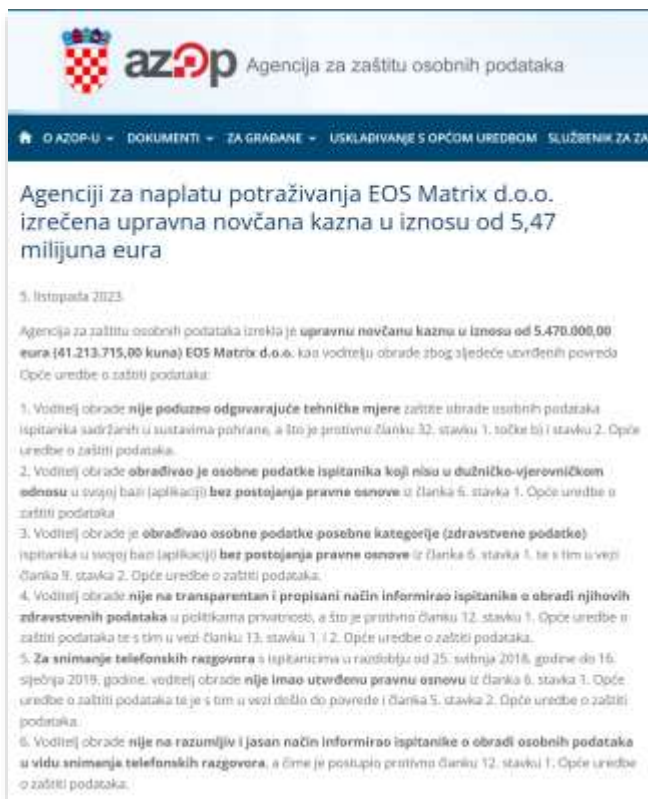 azop Agencija za zaštitu osobnih podataka
O AZOP-U DOKUMENTI ZA GRAĐANE USKLAĐIVANJE S OPĆOM UREDBOM SLUŽBENIK ZA ZA
Agenciji za naplatu potraživanja EOS Matrix d.o.o.
izrečena upravna novčana kazna u iznosu od 5,47
milijuna eura
5. listopada 2023.
Agencija za zaštitu osobnih podataka izrekla je upravnu novčanu kaznu u iznosu od 5.470.000,00
eura (41.213.715,00 kuna) EOS Matrix d.o.o. kao voditelju obrade zbog sljedeće utvrđenih povreda
Opće uredbe o zaštiti podataka:
1. Voditelj obrade nije poduzeo odgovarajuće tehničke mjere zaštite obrade osobnih podataka
ispitanika sadržanih u sustavima pohrane, a što je protivno članku 32. stavku 1. točke b) i stavku 2. Opće
uredbe o zaštiti podataka.
2. Voditelj obrade obrađivao je osobne podatke ispitanika koji nisu u dužničko-vjerovničkom
odnosu u svojoj bazi (aplikaciji) bez postojanja pravne osnove iz članka 6. stavka 1. Opće uredbe o
zaštiti podataka
3. Voditelj obrade je obrađivao osobne podatke posebne kategorije (zdravstvene podatke)
ispitanika u svojoj bazi (aplikaciji) bez postojanja pravne osnove iz članka 6. stavka 1. te s tim u vezi
članka 9. stavka 2. Opće uredbe o zaštiti podataka.
4. Voditelj obrade nije na transparentan i propisani način informirao ispitanike o obradi njihovih
zdravstvenih podataka u politikama privatnosti, a što je protivno članku 12. stavku 1. Opće uredbe o
zaštiti podataka te s tim u vezi članku 13. stavku 1. i 2. Opće uredbe o zaštiti podataka.
5. Za snimanje telefonskih razgovora s ispitanicima u razdoblju od 25. svibnja 2018. godine do 16.
siječnja 2019. godine, voditelj obrade nije imao utvrđenu pravnu osnovu iz članka 6. stavka 1. Opće
uredbe o zaštiti podataka te je s tim u vezi došlo do povrede i članka 5. stavka 2. Opće uredbe o zaštiti
podataka.
6. Voditelj obrade nije na razumljiv i jasan način informirao ispitanike o obradi osobnih podataka
u vidu snimanja telefonskih razgovora, a čime je postupio protivno članku 12. stavku 1. Opće uredbe
o zaštiti podataka.